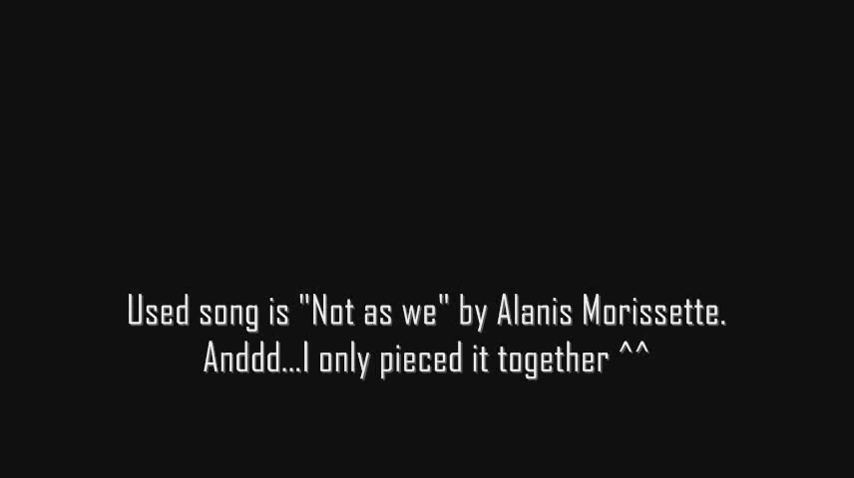 Used song is "Not as we" by Alanis Morissette.
Anddd...I only pieced it together ^^